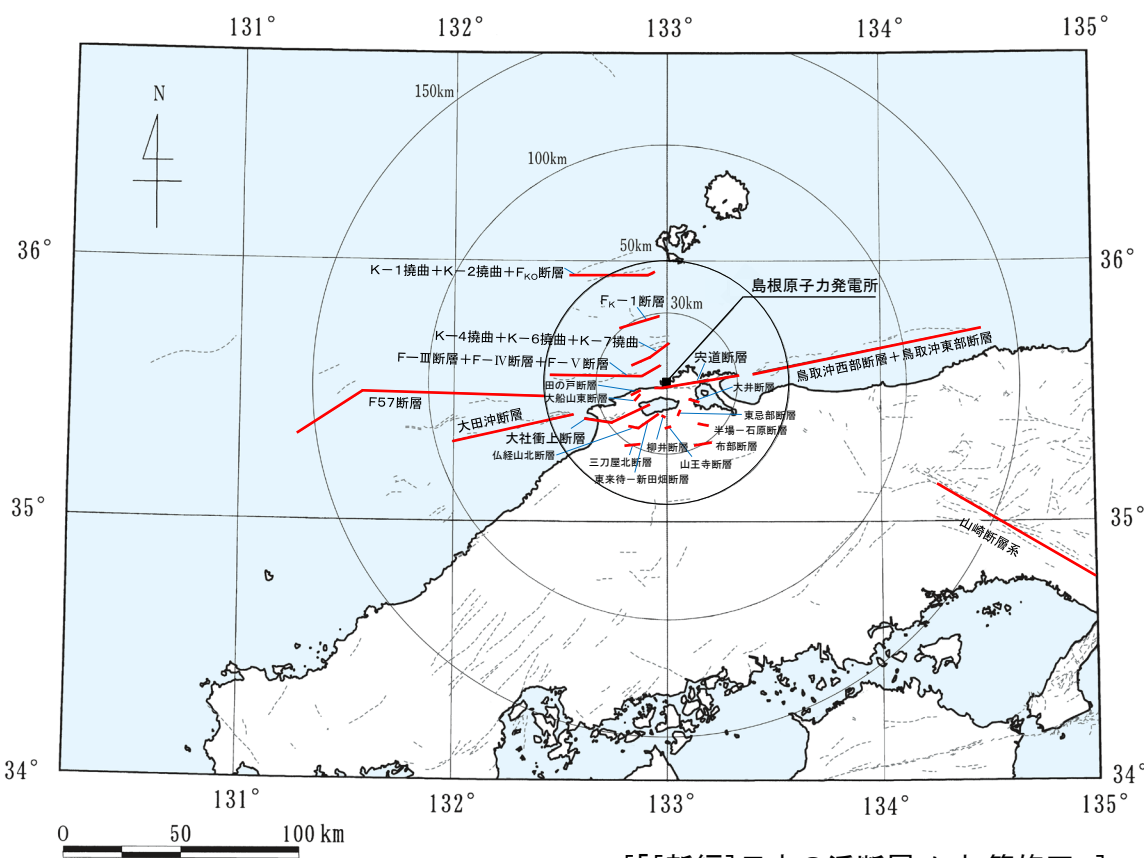 131°
132°
133°
134°
135°
N
150km
100km
50km
30km
36°
36°
K－1撓曲＋K－2撓曲＋FKO断層
島根原子力発電所
FK－1断層
K－4撓曲＋K－6撓曲＋K－7撓曲
F－Ⅲ断層＋F－Ⅳ断層＋F－Ⅴ断層
宍道断層
鳥取沖西部断層＋鳥取沖東部断層
田の戸断層
大船山東断層
大井断層
F57断層
大田沖断層
東忌部断層
大社衝上断層
半場－石原断層
仏経山北断層
柳井断層
布部断層
三刀屋北断層
山王寺断層
東来待－新田畑断層
35°
35°
山崎断層系
34°
34°
131°
132°
133°
134°
135°
0
50
100 km